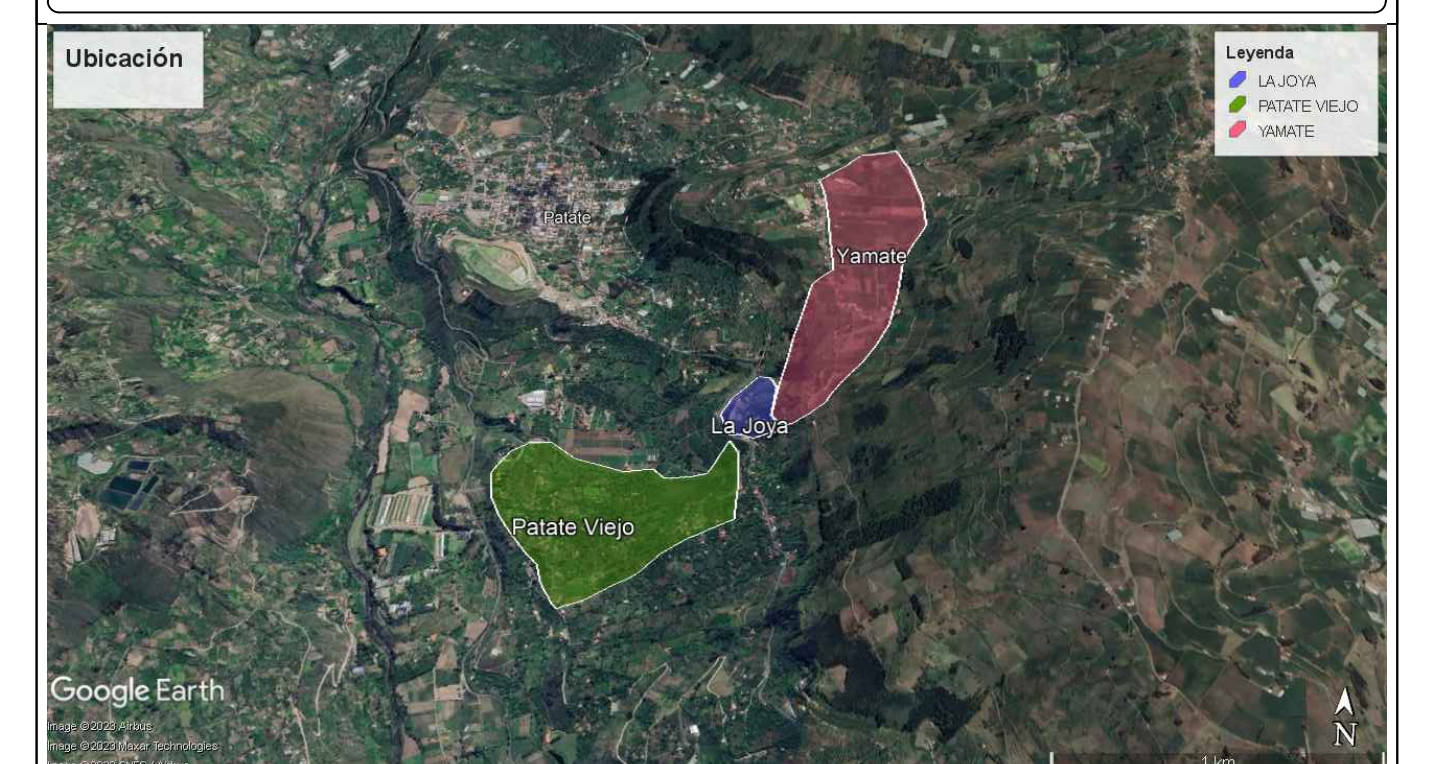 Ubicación
Leyenda
LA JOYA
PATATE VIEJO
YAMATE
Patate
Yamate
La Joya
Patate Viejo
Google Earth
Image © 2023 Airbus
Image © 2023 Maxar Technologies
N
1 km